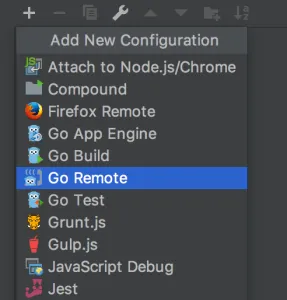 Add New Configuration
Attach to Node.js/Chrome
Compound
Firefox Remote
Go App Engine
Go Build
Go Remote
Go Test
Grunt.js
Gulp.js
JavaScript Debug
Jest